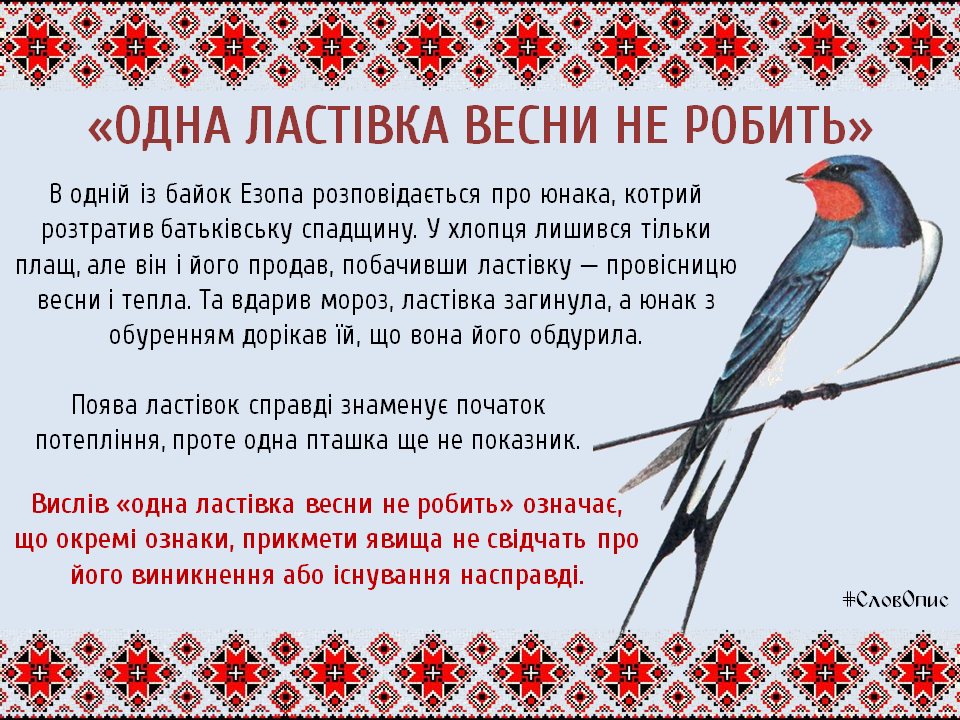 «ОДНА ЛАСТІВКА ВЕСНИ НЕ РОБИТЬ»
В одній із байок Езопа розповідається про юнака, котрий
розтратив батьківську спадщину. У хлопця лишився тільки
плащ, але він і його продав, побачивши ластівку — провісницю
весни і тепла. Та вдарив мороз, ластівка загинула, а юнак з
обуренням дорікав їй, що вона його обдурила.
Поява ластівок справді знаменує початок
потепління, проте одна пташка ще не показник.
Вислів «одна ластівка весни не робить» означає,
що окремі ознаки, прикмети явища не свідчать про
його виникнення або існування насправді.
#СловОпис